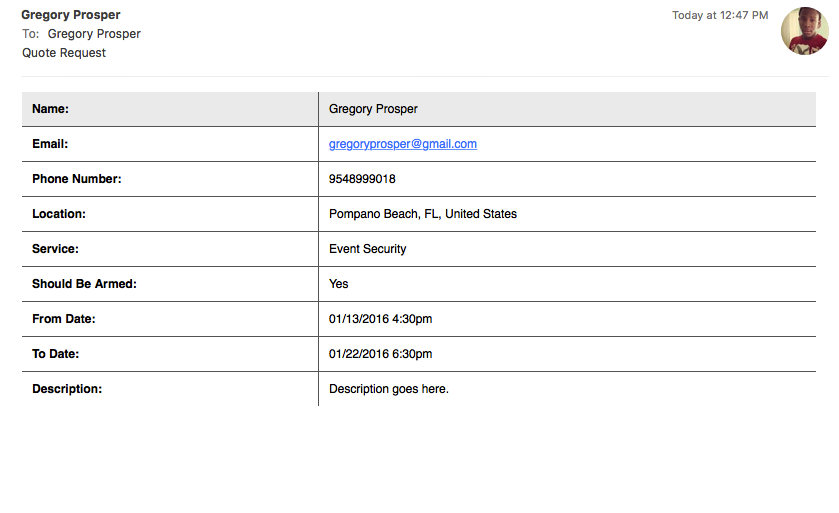 Gregory Prosper
Today at 12:47 PM
To: Gregory Prosper
Quote Request
Name: Gregory Prosper
Email: gregoryprosper@gmail.com
Phone Number: 9548999018
Location: Pompano Beach, FL, United States
Service: Event Security
Should Be Armed: Yes
From Date: 01/13/2016 4:30pm
To Date: 01/22/2016 6:30pm
Description: Description goes here.